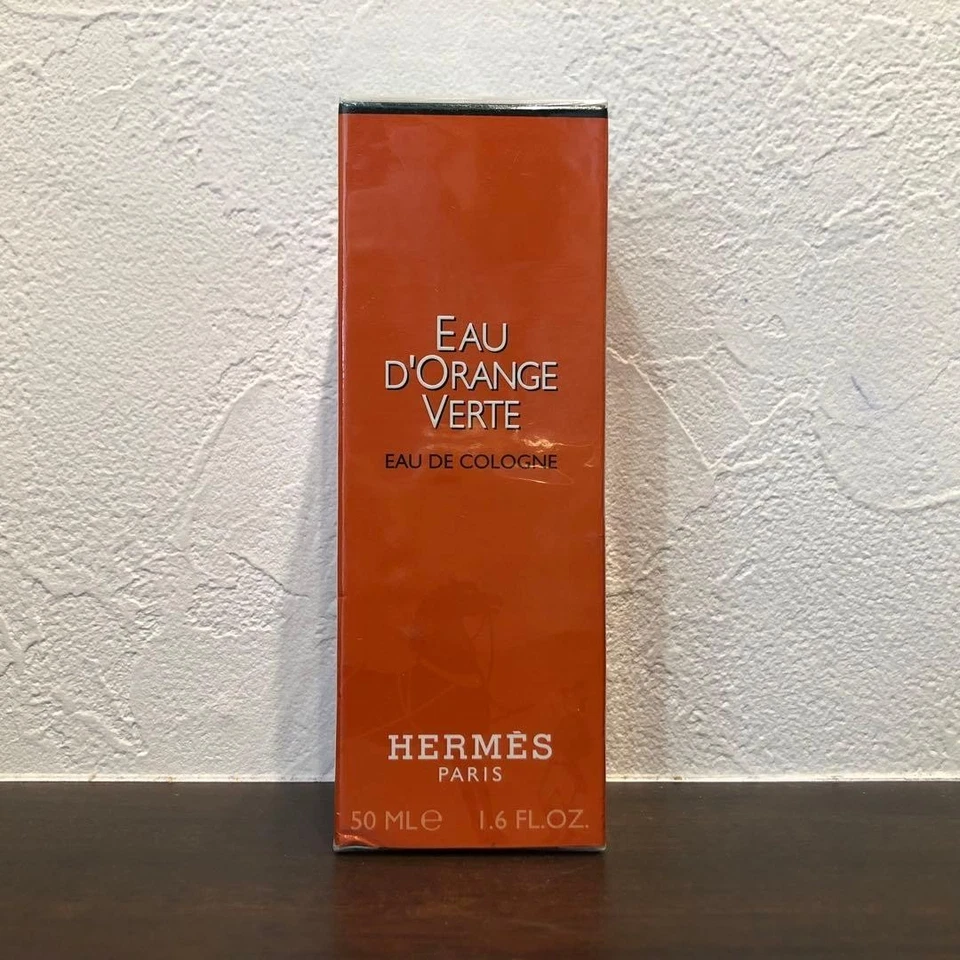 EAU
D'ORANGE
VERTE
EAU DE COLOGNE
HERMÈS
PARIS
50 ML ℮ 1.6 FL.OZ.